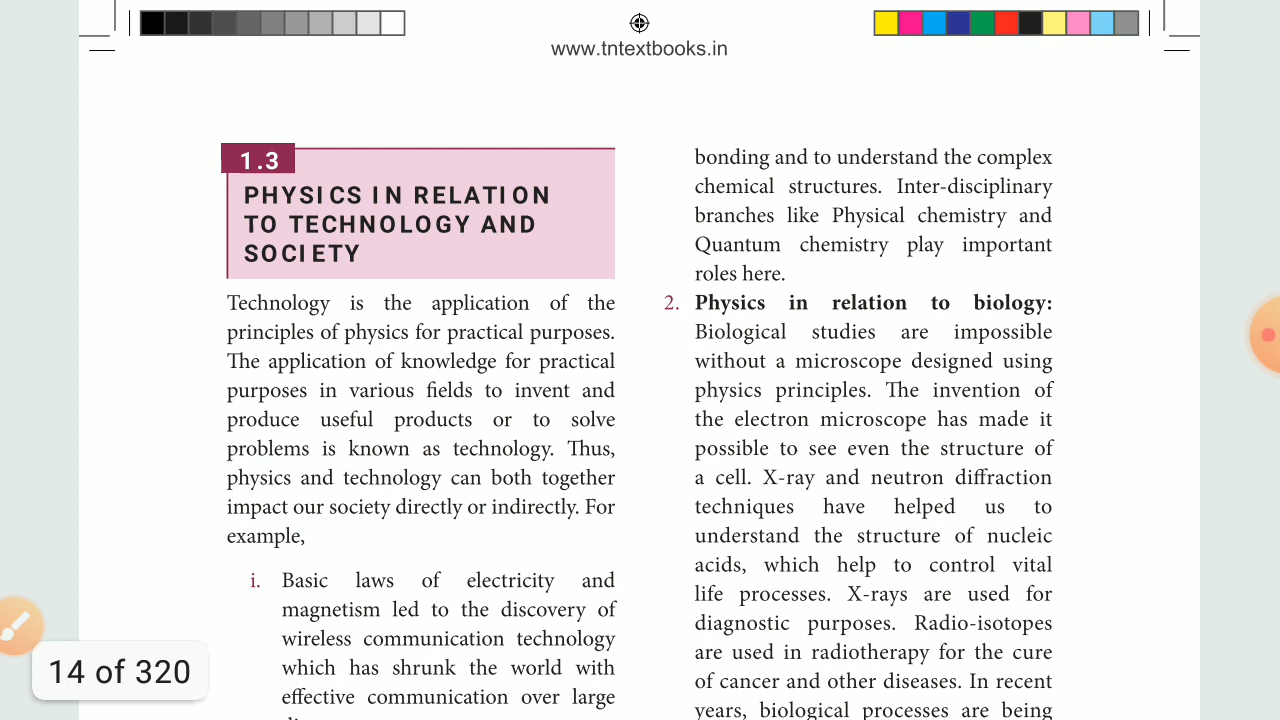 www.tntextbooks.in
1.3
PHYSICS IN RELATION
TO TECHNOLOGY AND
SOCIETY
Technology is the application of the
principles of physics for practical purposes.
The application of knowledge for practical
purposes in various fields to invent and
produce useful products or to solve
problems is known as technology. Thus,
physics and technology can both together
impact our society directly or indirectly. For
example,
i. Basic laws of electricity and
magnetism led to the discovery of
wireless communication technology
which has shrunk the world with
effective communication over large
bonding and to understand the complex
chemical structures. Inter-disciplinary
branches like Physical chemistry and
Quantum chemistry play important
roles here.
2. Physics in relation to biology:
Biological studies are impossible
without a microscope designed using
physics principles. The invention of
the electron microscope has made it
possible to see even the structure of
a cell. X-ray and neutron diffraction
techniques have helped us to
understand the structure of nucleic
acids, which help to control vital
life processes. X-rays are used for
diagnostic purposes. Radio-isotopes
are used in radiotherapy for the cure
of cancer and other diseases. In recent
years, biological processes are being
14 of 320